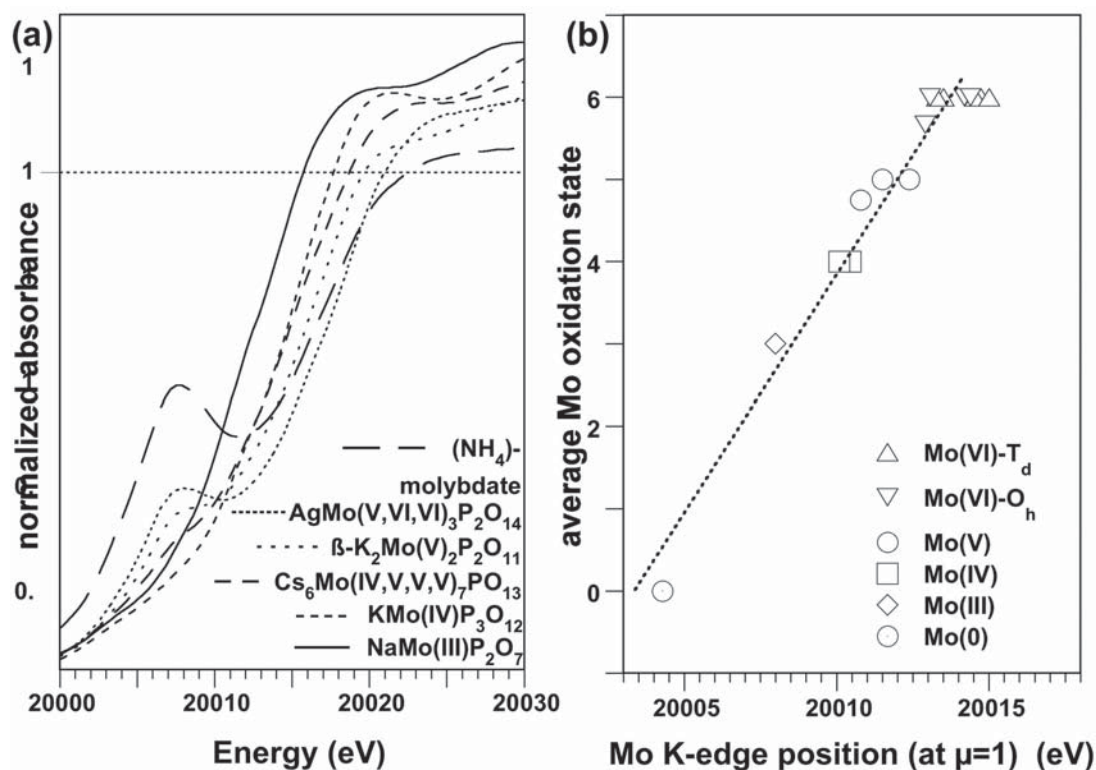 (a)
1
1
0.
0.
normalized absorbance
(NH₄)-
molybdate
AgMo(V,VI,VI)₃P₂O₁₄
ß-K₂Mo(V)₂P₂O₁₁
Cs₆Mo(IV,V,V,V)₇PO₁₃
KMo(IV)P₃O₁₂
NaMo(III)P₂O₇
20000 20010 20020 20030
Energy (eV)
(b)
6
4
2
0
average Mo oxidation state
Mo(VI)-T_d
Mo(VI)-O_h
Mo(V)
Mo(IV)
Mo(III)
Mo(0)
20005 20010 20015
Mo K-edge position (at µ=1) (eV)